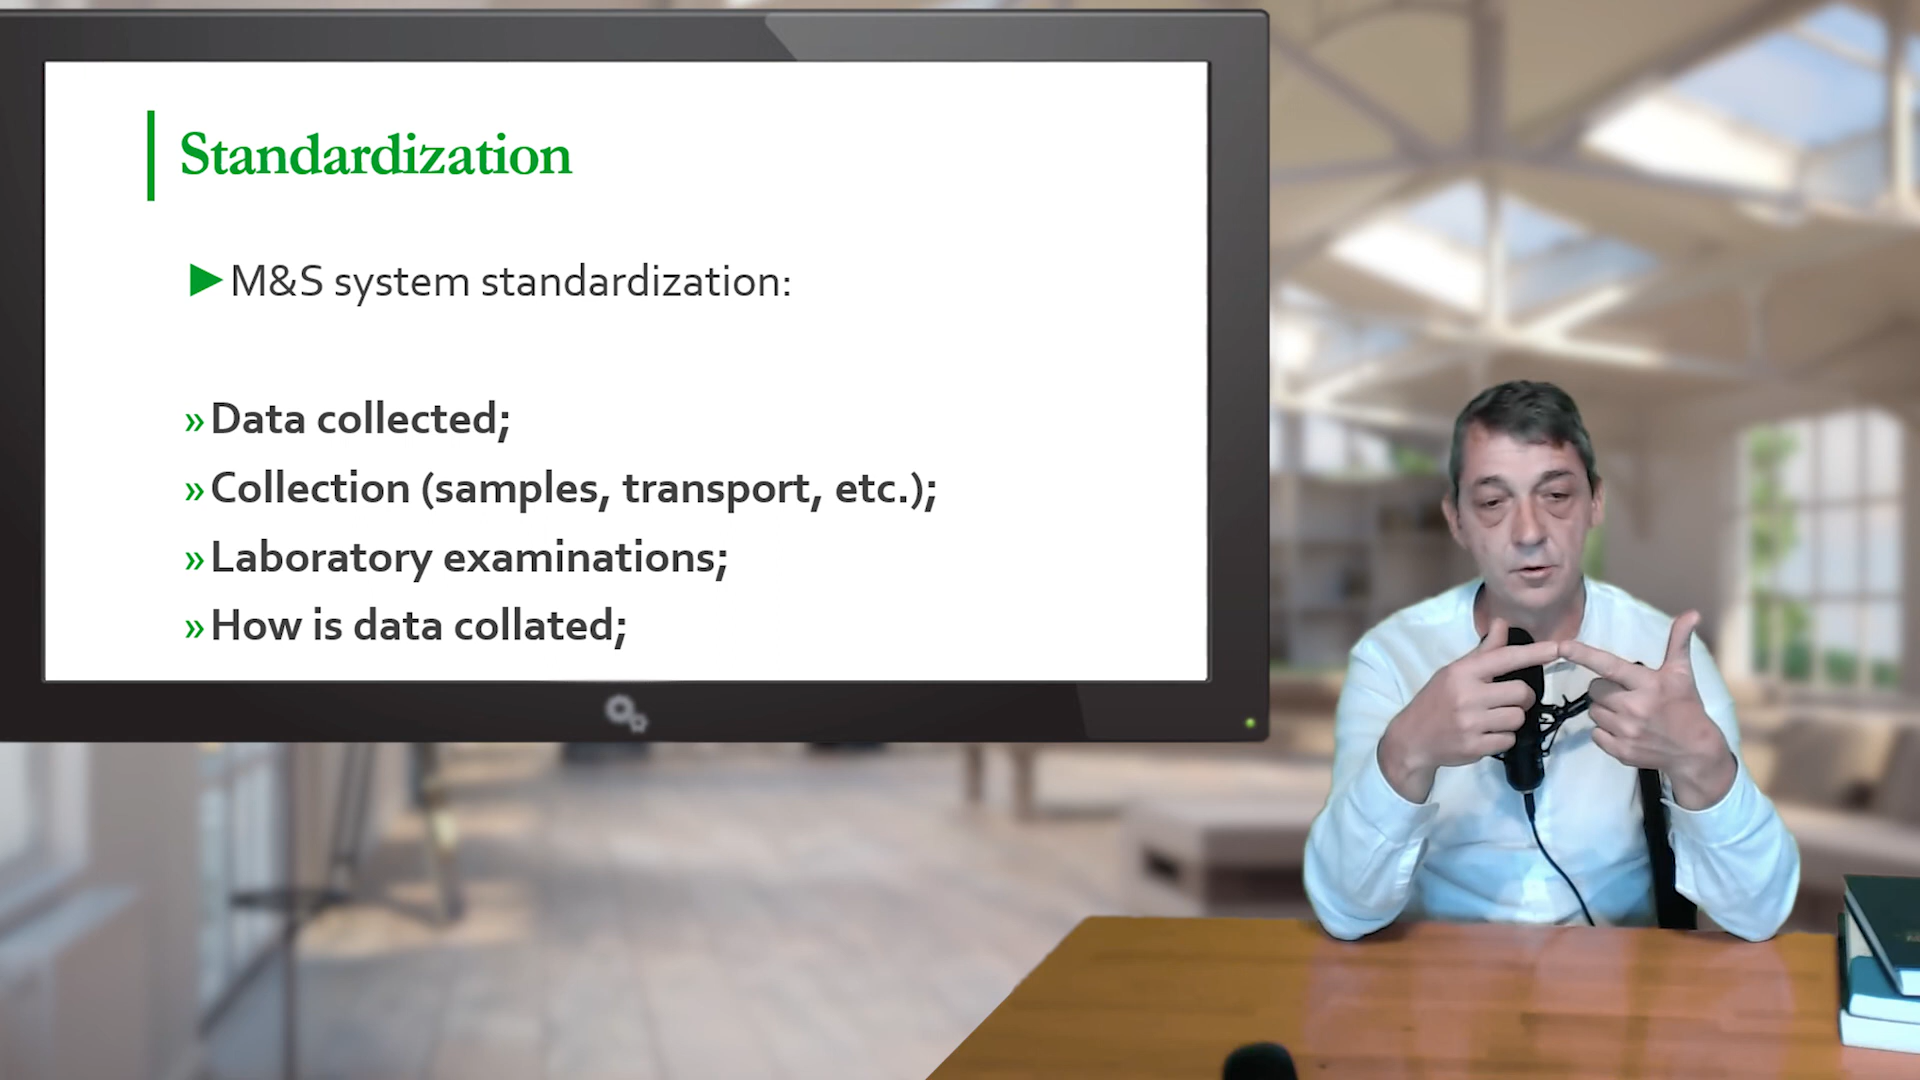 Standardization
►M&S system standardization:
»Data collected;
»Collection (samples, transport, etc.);
»Laboratory examinations;
»How is data collated;